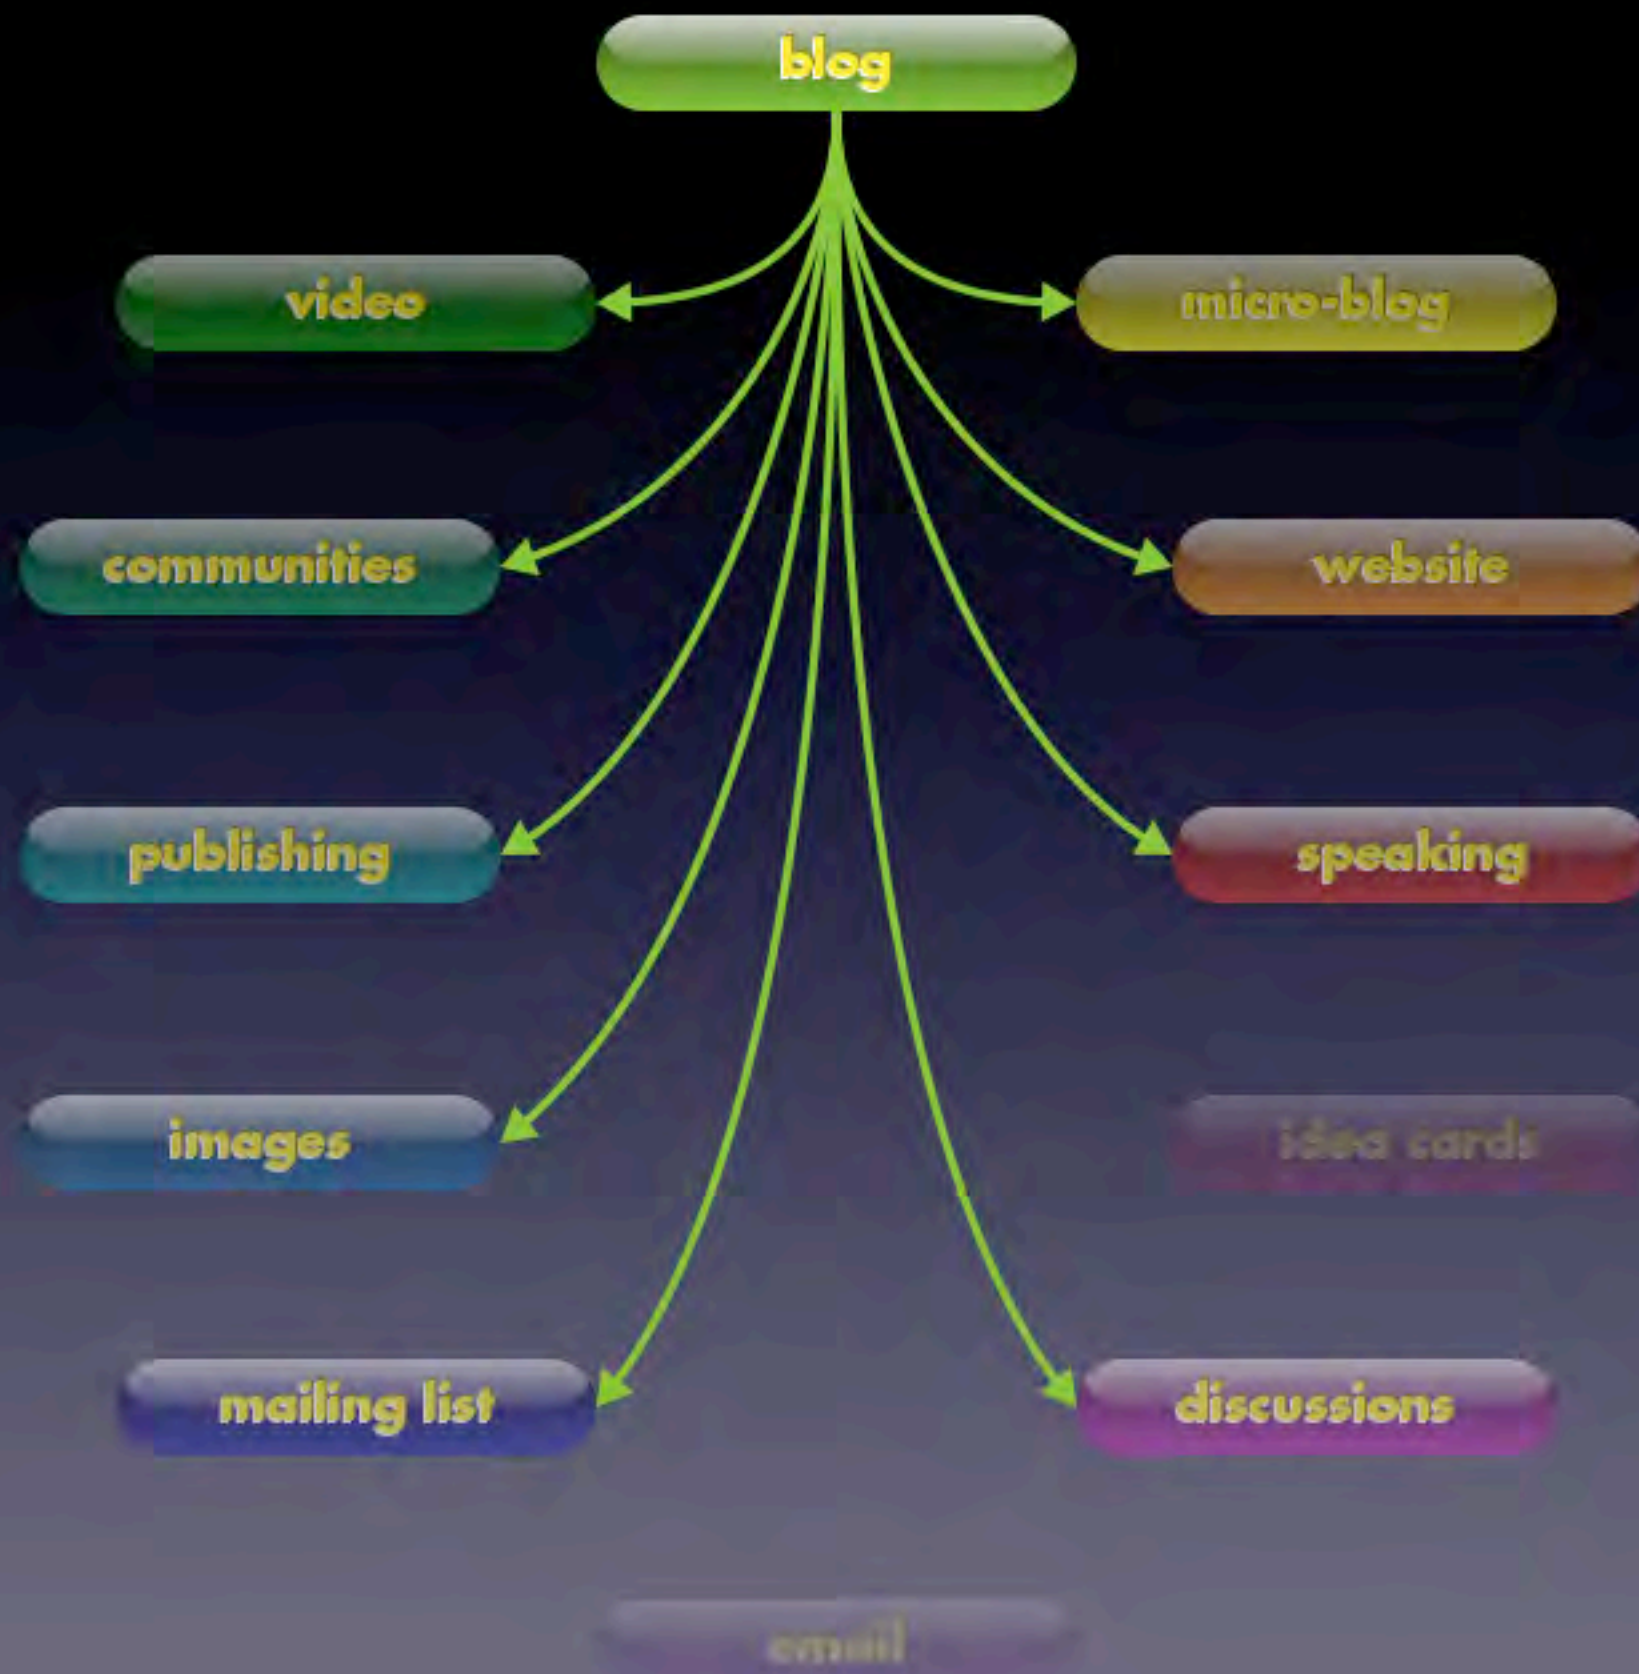 blog
video
micro-blog
communities
website
publishing
speaking
images
idea cards
mailing list
discussions
email